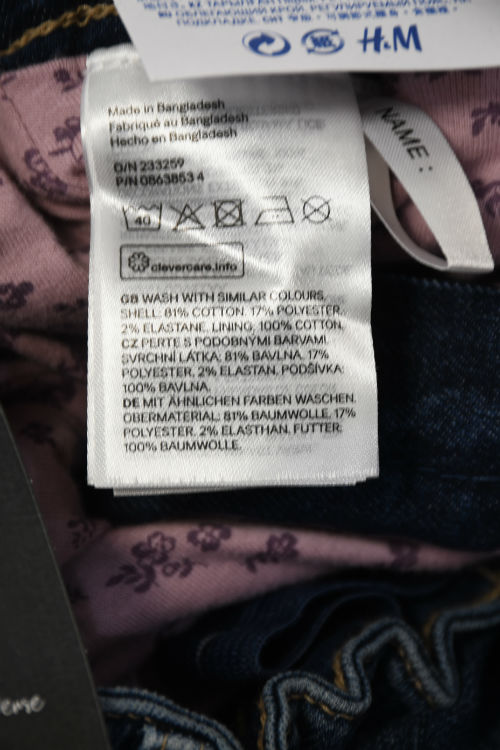 H&M
Made in Bangladesh
Fabriqué au Bangladesh
Hecho en Bangladesh
O/N 233259
P/N 0863853 4
40
clevercare.info
GB WASH WITH SIMILAR COLOURS,
SHELL: 81% COTTON. 17% POLYESTER.
2% ELASTANE. LINING, 100% COTTON,
CZ PERTE S PODOBNÝMI BARVAMI.
SVRCHNÍ LÁTKA: 81% BAVLNA. 17%
POLYESTER. 2% ELASTAN. PODŠÍVKA:
100% BAVLNA.
DE MIT ÄHNLICHEN FARBEN WASCHEN.
OBERMATERIAL: 81% BAUMWOLLE. 17%
POLYESTER. 2% ELASTHAN. FUTTER:
100% BAUMWOLLE.
NAME :